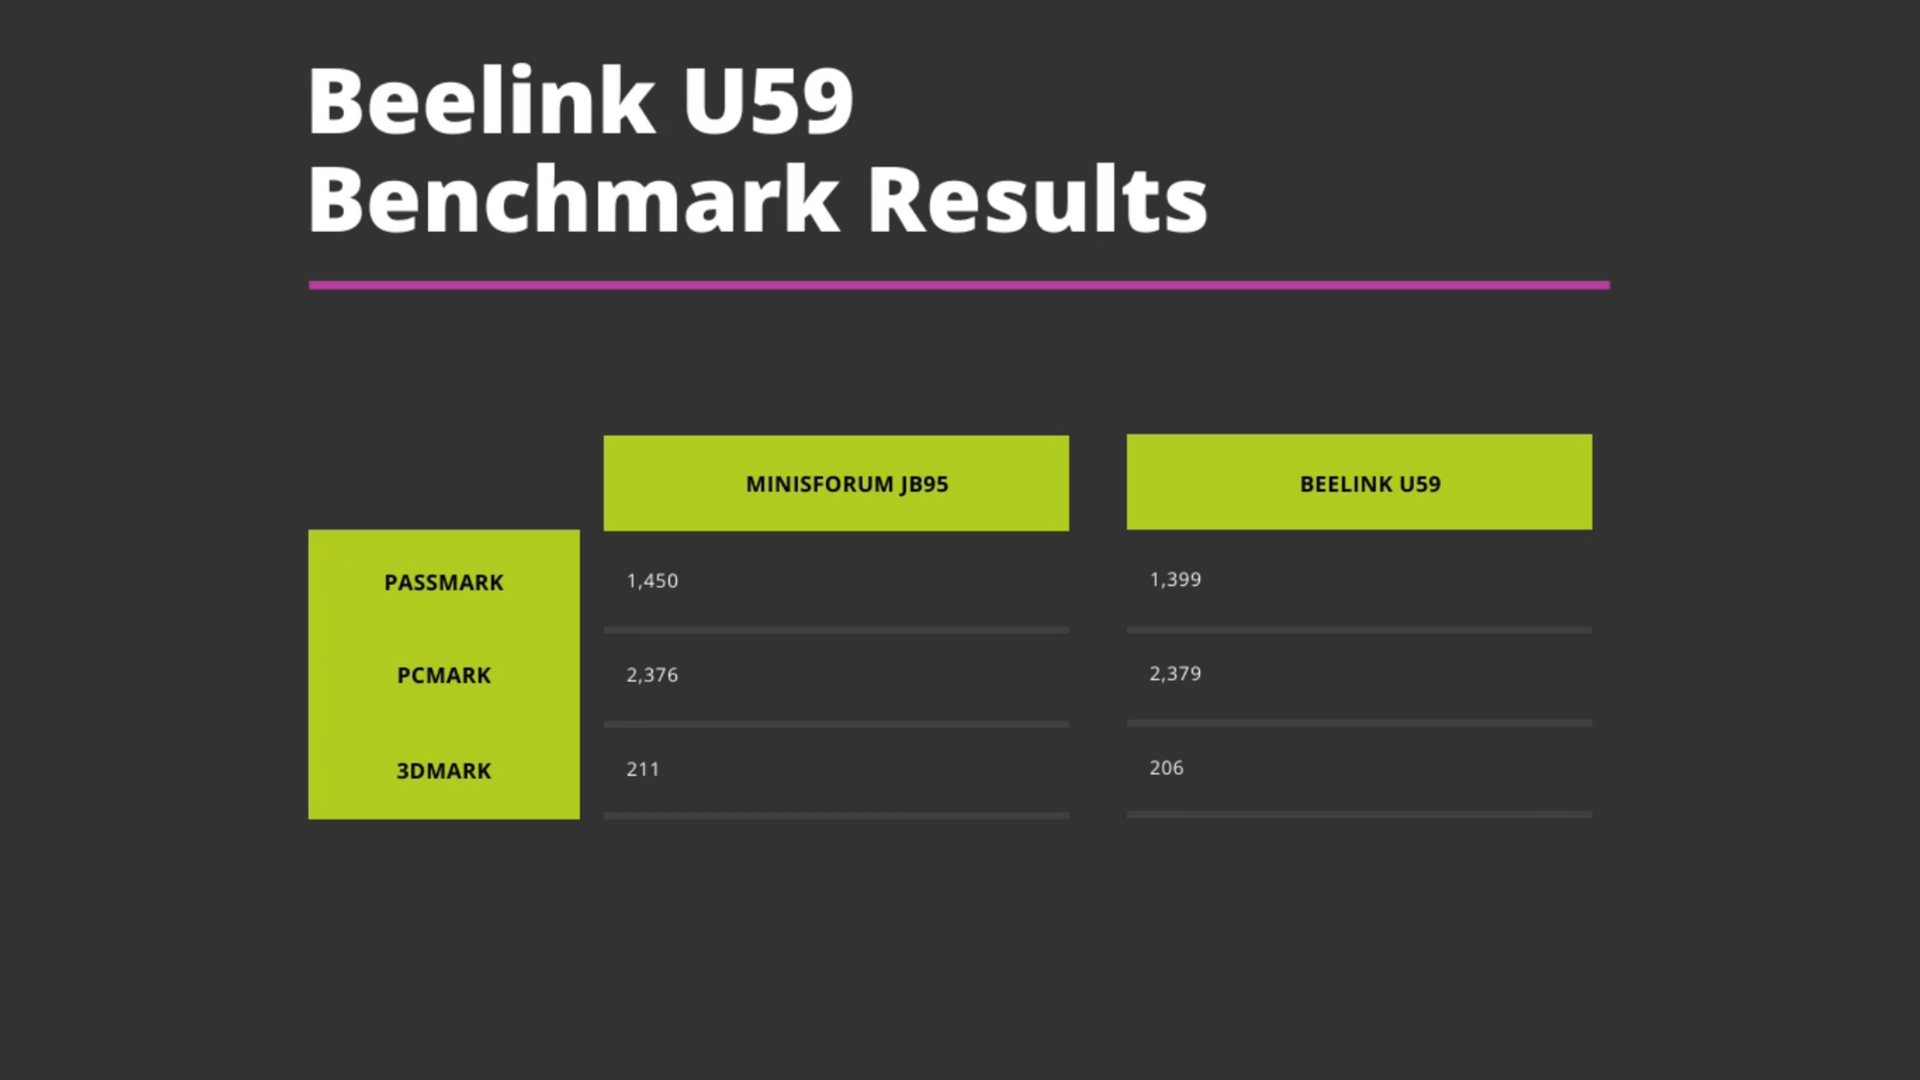 Beelink U59
Benchmark Results
MINISFORUM JB95 BEELINK U59
PASSMARK 1,450 1,399
PCMARK 2,376 2,379
3DMARK 211 206